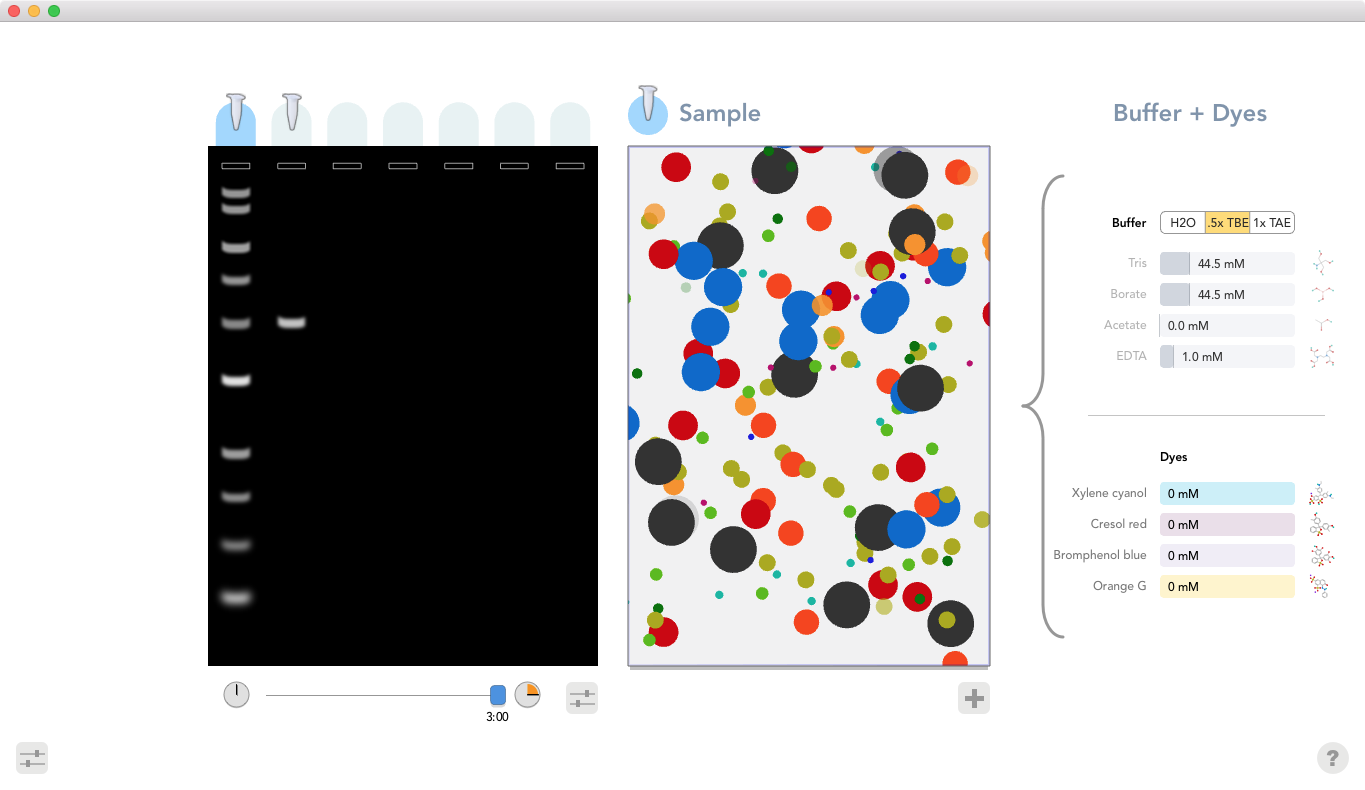 Sample
Buffer + Dyes
Buffer H2O .5x TBE 1x TAE
Tris 44.5 mM
Borate 44.5 mM
Acetate 0.0 mM
EDTA 1.0 mM
Dyes
Xylene cyanol 0 mM
Cresol red 0 mM
Bromphenol blue 0 mM
Orange G 0 mM
3:00
?